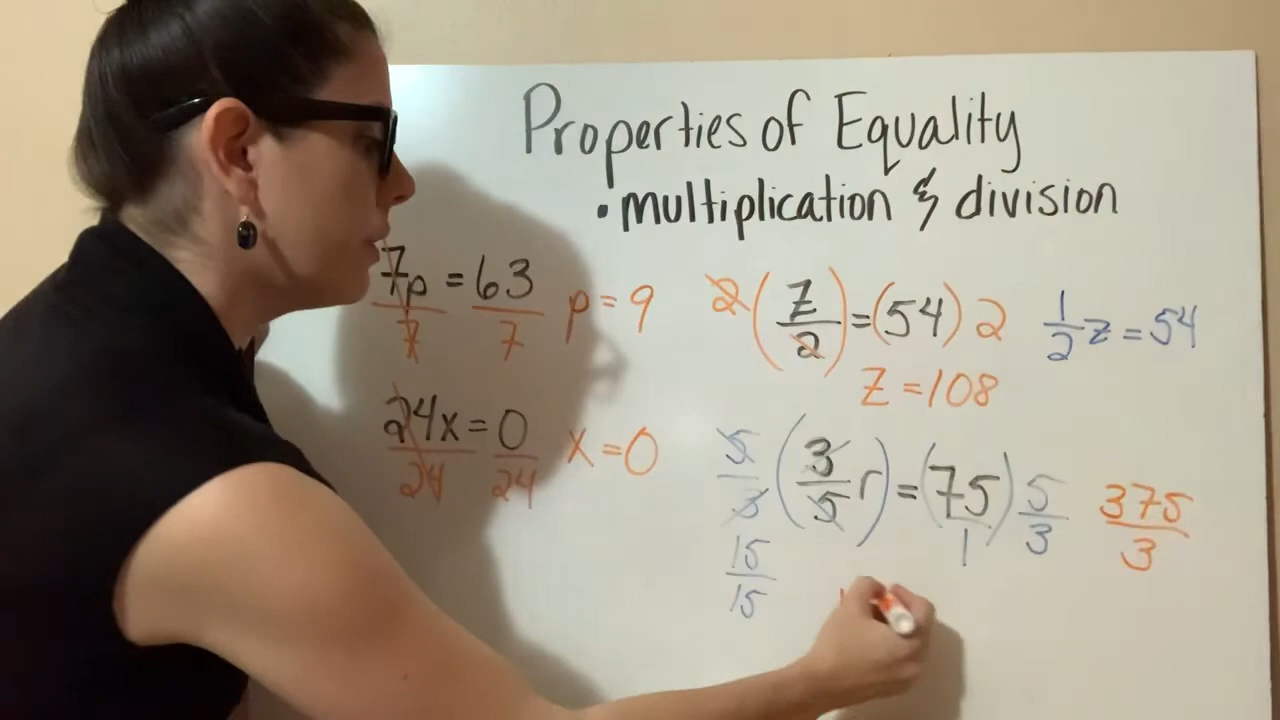 Properties of Equality
• multiplication & division
7p = 63
7 7
p = 9
24x = 0
24 24
x = 0
2(z/2) = (54)2
z = 108
1/2 z = 54
5/3(3/5 r) = (75/1)5/3
375/3
15/15